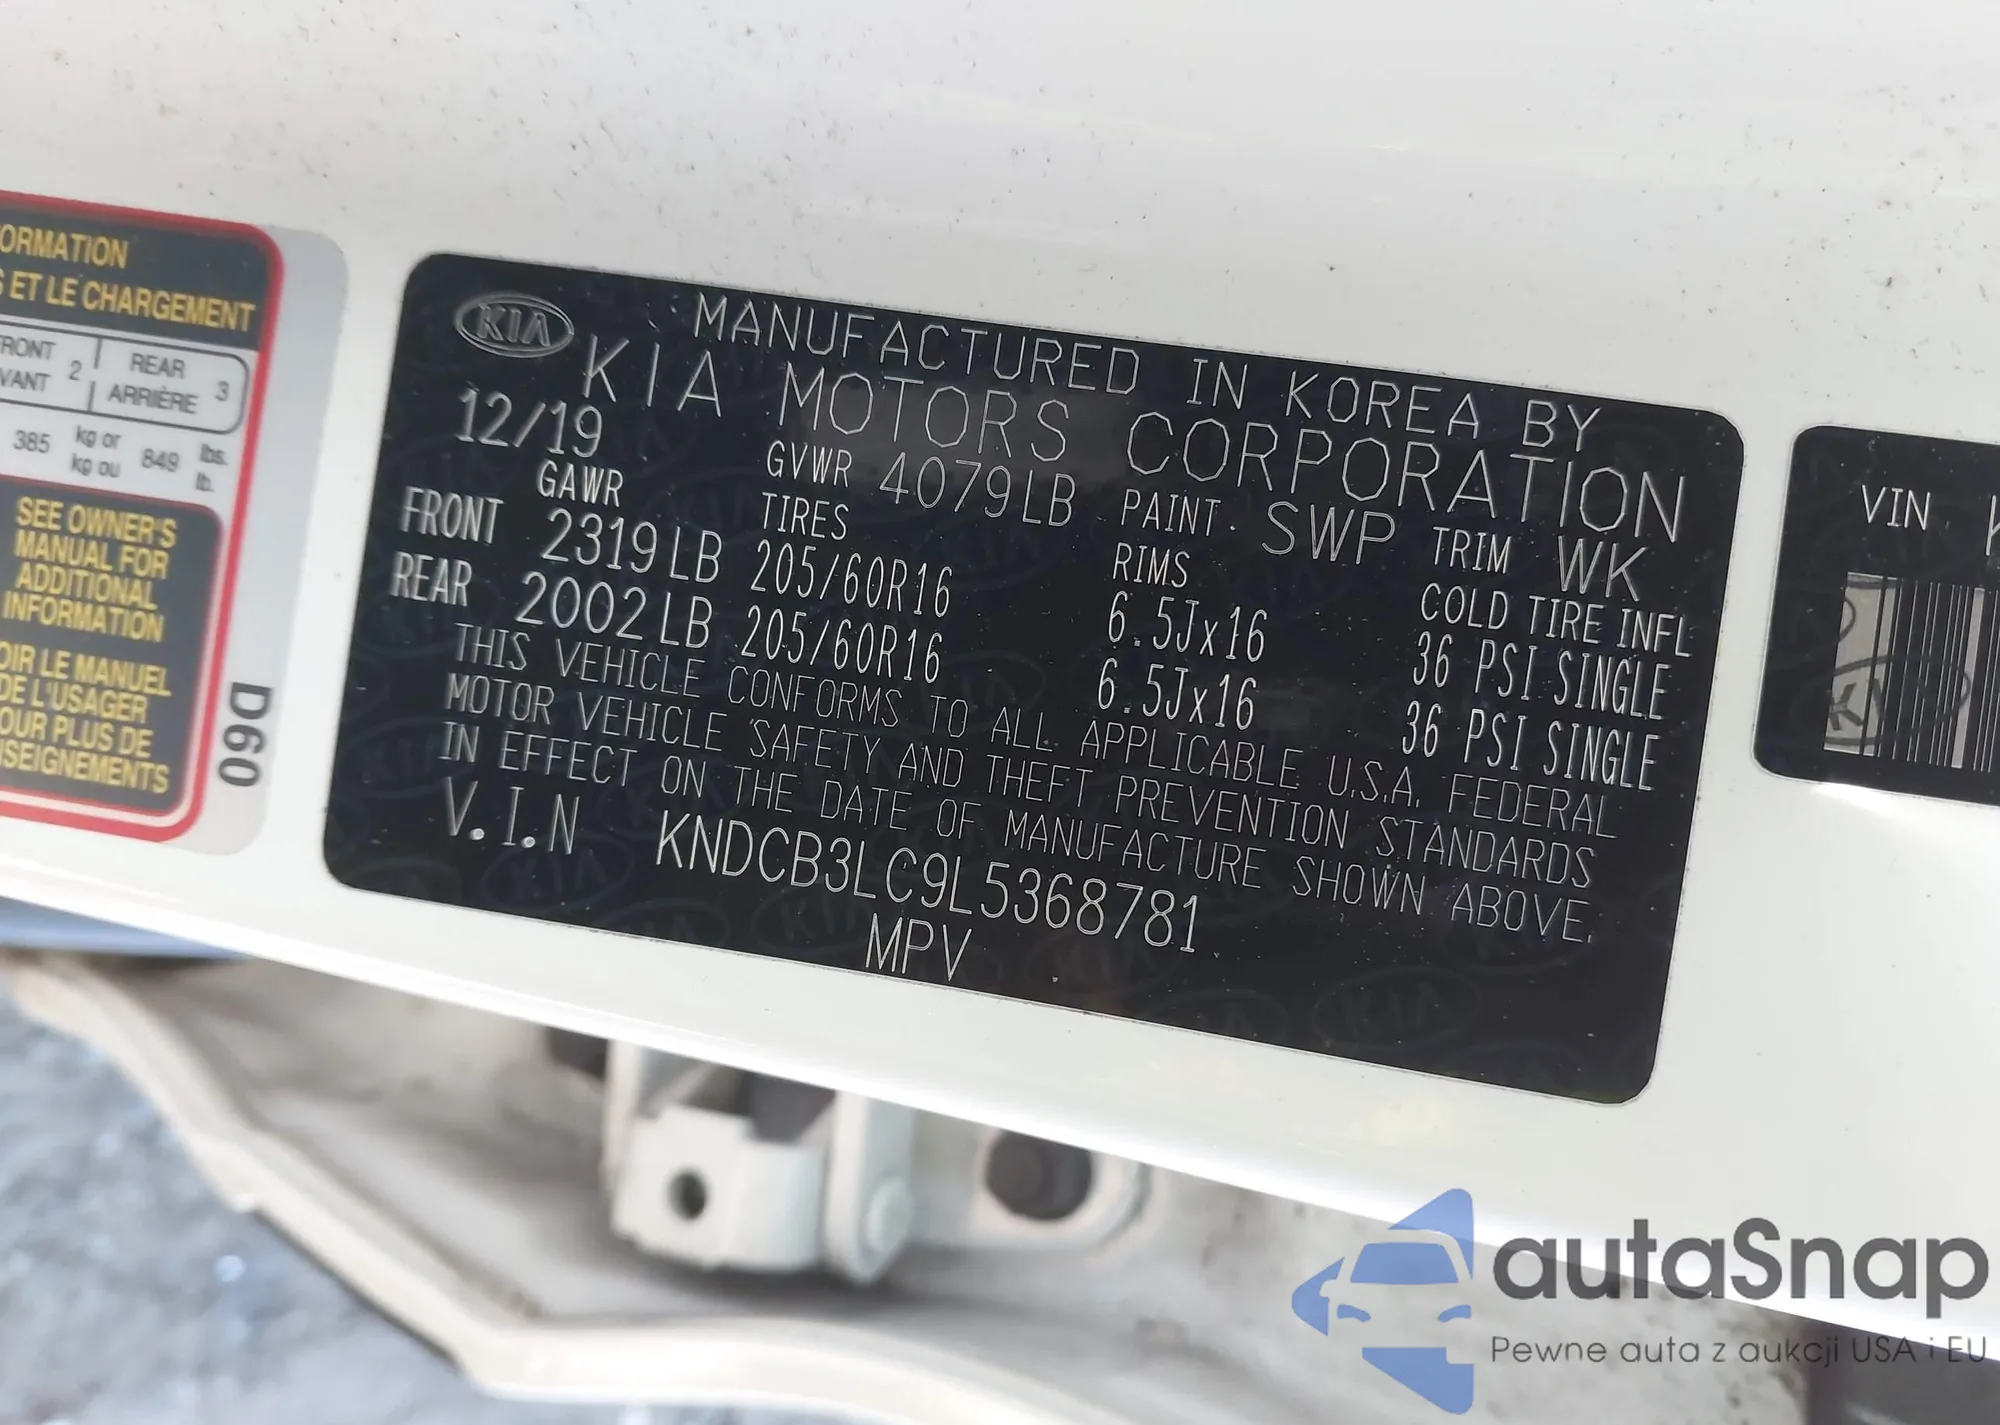 ORMATION
S ET LE CHARGEMENT
RONT 2 REAR 3
VANT ARRIÈRE
385 kg or 849 lbs.
kg ou lb.
SEE OWNER'S
MANUAL FOR
ADDITIONAL
INFORMATION
OIR LE MANUEL
DE L'USAGER
OUR PLUS DE
NSEIGNEMENTS
D60
KIA
MANUFACTURED IN KOREA BY
KIA MOTORS CORPORATION
12/19 GVWR 4079LB PAINT SWP TRIM WK
GAWR TIRES RIMS COLD TIRE INFL
FRONT 2319LB 205/60R16 6.5Jx16 36 PSI SINGLE
REAR 2002LB 205/60R16 6.5Jx16 36 PSI SINGLE
THIS VEHICLE CONFORMS TO ALL APPLICABLE U.S.A. FEDERAL
MOTOR VEHICLE SAFETY AND THEFT PREVENTION STANDARDS
IN EFFECT ON THE DATE OF MANUFACTURE SHOWN ABOVE.
V.I.N KNDCB3LC9L5368781
MPV
VIN K
KIA
autaSnap
Pewne auta z aukcji USA i EU